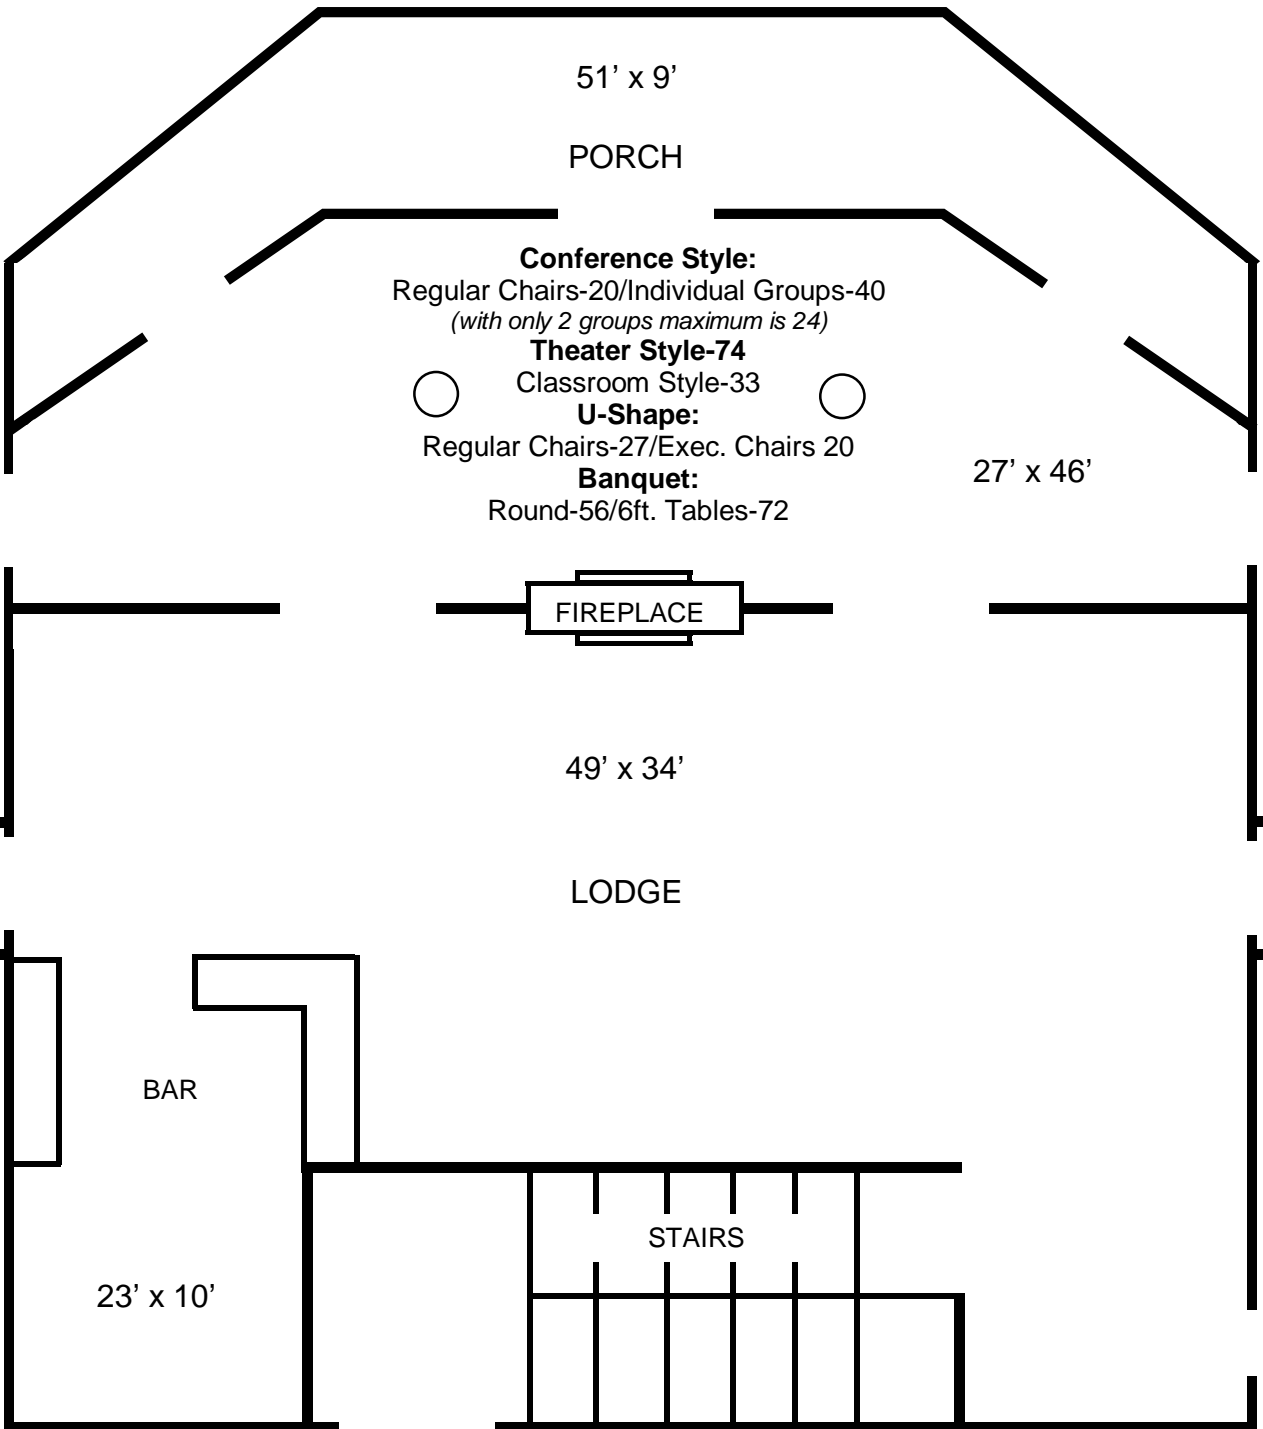 51’ x 9’
PORCH
Conference Style:
Regular Chairs-20/Individual Groups-40
(with only 2 groups maximum is 24)
Theater Style-74
Classroom Style-33
U-Shape:
Regular Chairs-27/Exec. Chairs 20
Banquet:
Round-56/6ft. Tables-72
27’ x 46’
FIREPLACE
49’ x 34’
LODGE
BAR
STAIRS
23’ x 10’